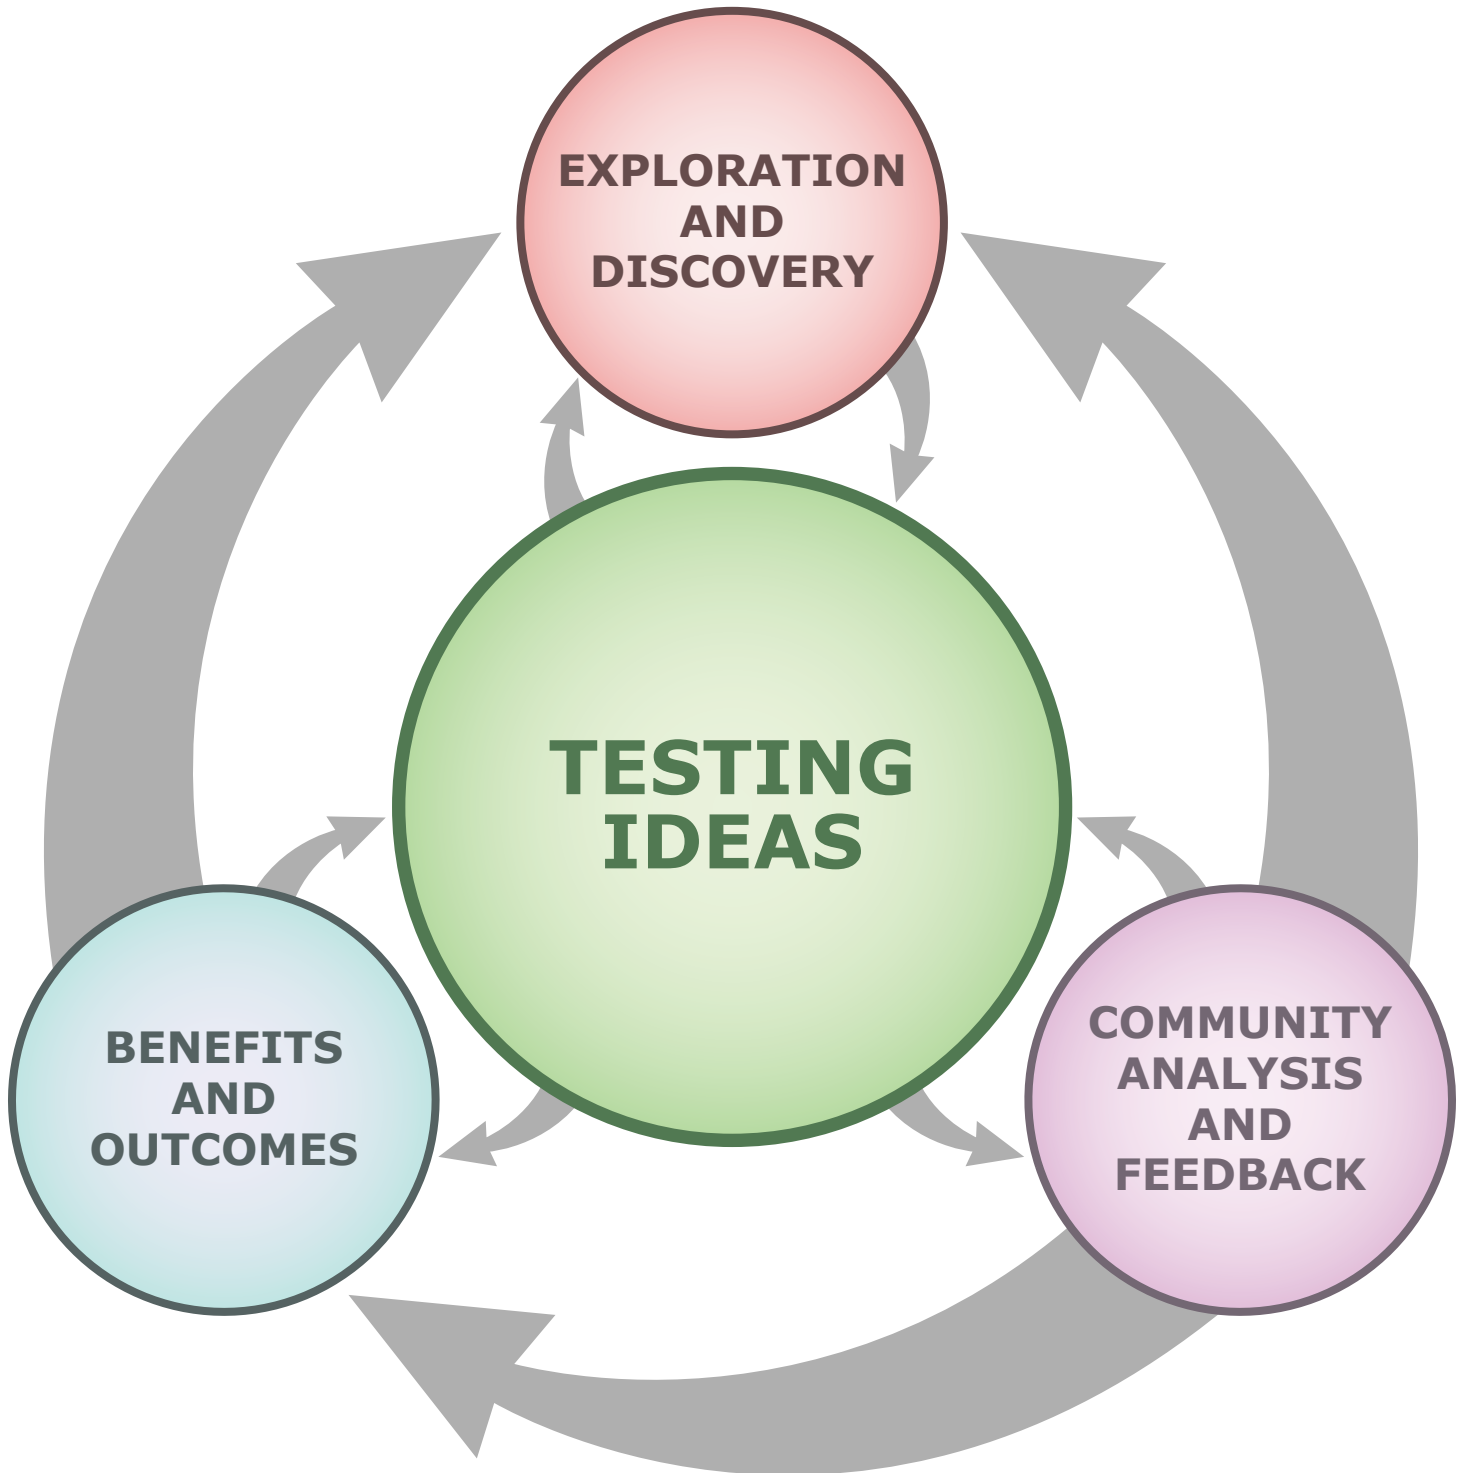 EXPLORATION
AND
DISCOVERY
TESTING
IDEAS
BENEFITS
AND
OUTCOMES
COMMUNITY
ANALYSIS
AND
FEEDBACK